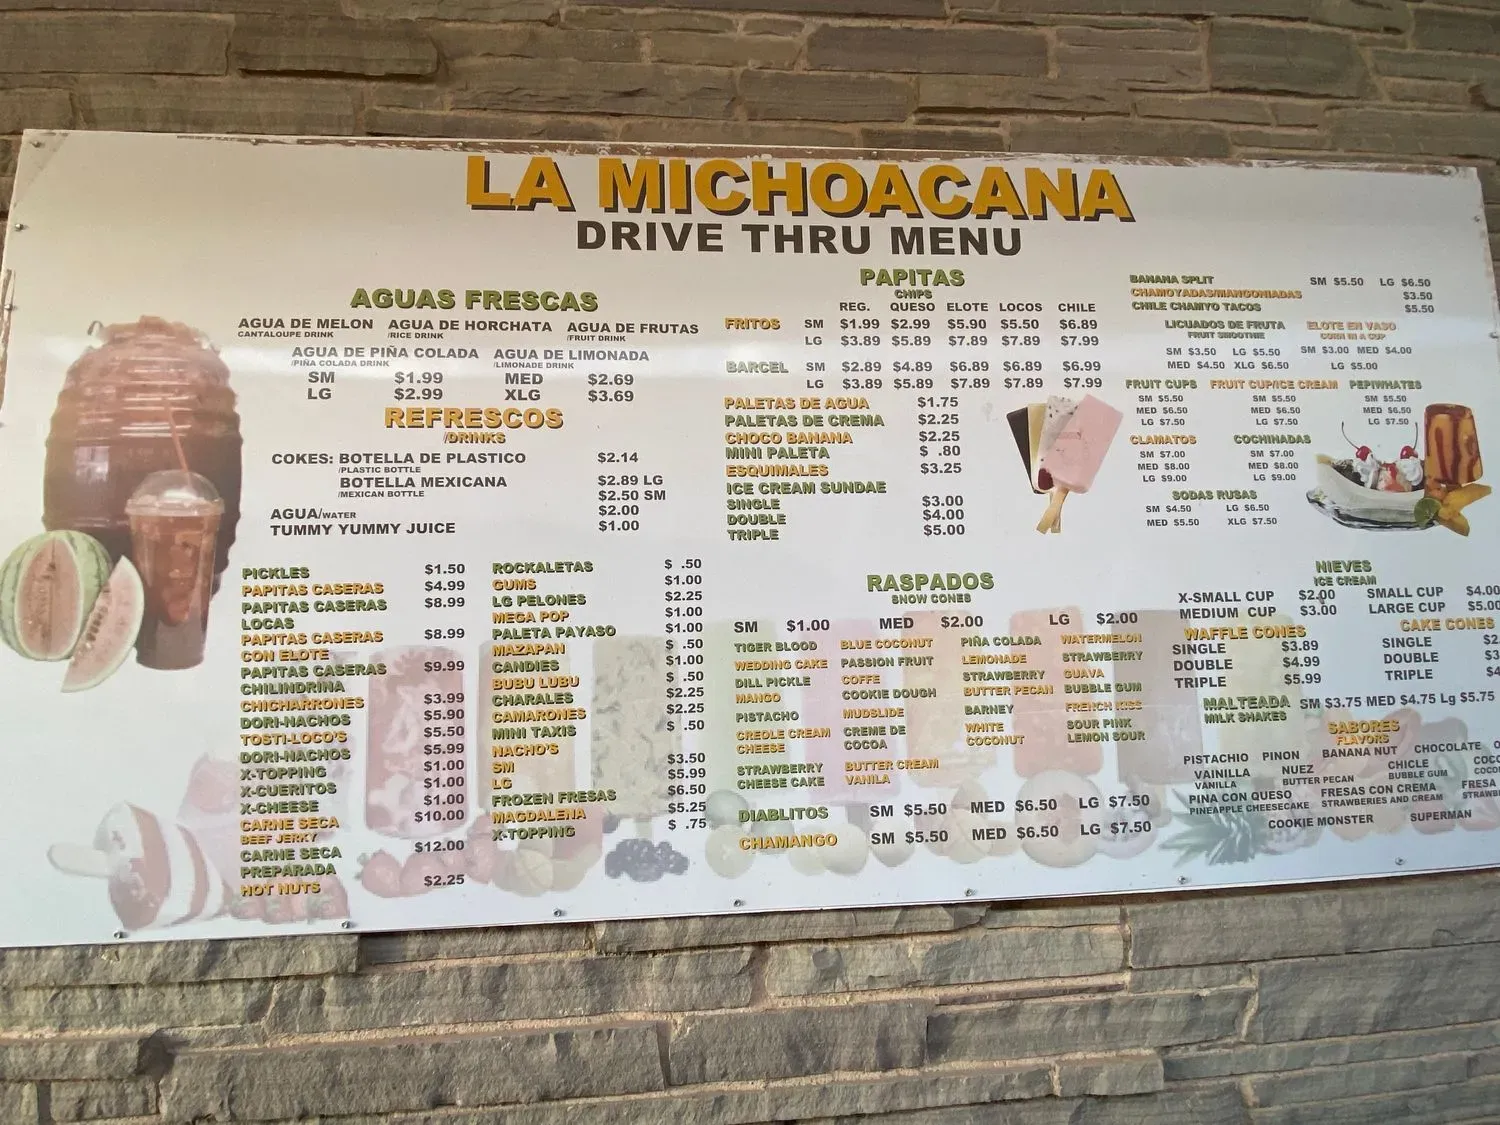 LA MICHOACANA
DRIVE THRU MENU
AGUAS FRESCAS
AGUA DE MELON AGUA DE HORCHATA AGUA DE FRUTAS
CANTALOUPE DRINK /RICE DRINK /FRUIT DRINK
AGUA DE PIÑA COLADA AGUA DE LIMONADA
/PIÑA COLADA DRINK /LIMONADE DRINK
SM $1.99 MED $2.69
LG $2.99 XLG $3.69
REFRESCOS
/DRINKS
COKES: BOTELLA DE PLASTICO $2.14
/PLASTIC BOTTLE
BOTELLA MEXICANA $2.89 LG
/MEXICAN BOTTLE $2.50 SM
AGUA/WATER $2.00
TUMMY YUMMY JUICE $1.00
PICKLES $1.50
PAPITAS CASERAS $4.99
PAPITAS CASERAS $8.99
LOCAS
PAPITAS CASERAS $8.99
CON ELOTE
PAPITAS CASERAS $9.99
CHILINDRINA
CHICHARRONES $3.99
DORI-NACHOS $5.90
TOSTI-LOCO'S $5.50
DORI-NACHOS $5.99
X-TOPPING $1.00
X-CUERITOS $1.00
X-CHEESE $1.00
CARNE SECA $10.00
BEEF JERKY
CARNE SECA $12.00
PREPARADA
HOT NUTS $2.25
ROCKALETAS $ .50
GUMS $1.00
LG PELONES $2.25
MEGA POP $1.00
PALETA PAYASO $1.00
MAZAPAN $ .50
CANDIES $1.00
BUBU LUBU $ .50
CHARALES $2.25
CAMARONES $2.25
MINI TAXIS $ .50
NACHO'S
SM $3.50
LG $5.99
FROZEN FRESAS $6.50
MAGDALENA $5.25
X-TOPPING $ .75
PAPITAS
CHIPS
REG. QUESO ELOTE LOCOS CHILE
FRITOS SM $1.99 $2.99 $5.90 $5.50 $6.89
LG $3.89 $5.89 $7.89 $7.89 $7.99
BARCEL SM $2.89 $4.89 $6.89 $6.89 $6.99
LG $3.89 $5.89 $7.89 $7.89 $7.99
PALETAS DE AGUA $1.75
PALETAS DE CREMA $2.25
CHOCO BANANA $2.25
MINI PALETA $ .80
ESQUIMALES $3.25
ICE CREAM SUNDAE
SINGLE $3.00
DOUBLE $4.00
TRIPLE $5.00
RASPADOS
SNOW CONES
SM $1.00 MED $2.00 LG $2.00
TIGER BLOOD BLUE COCONUT PIÑA COLADA WATERMELON
WEDDING CAKE PASSION FRUIT LEMONADE STRAWBERRY
DILL PICKLE COFFE STRAWBERRY GUAVA
MANGO COOKIE DOUGH BUTTER PECAN BUBBLE GUM
PISTACHO MUDSLIDE BARNEY FRENCH KISS
CREOLE CREAM CREME DE WHITE SOUR PINK
CHEESE COCOA COCONUT LEMON SOUR
STRAWBERRY BUTTER CREAM
CHEESE CAKE VANILA
DIABLITOS SM $5.50 MED $6.50 LG $7.50
CHAMANGO SM $5.50 MED $6.50 LG $7.50
BANANA SPLIT SM $5.50 LG $6.50
CHAMOYADAS/MANGONIADAS $3.50
CHILE CHAMYO TACOS $5.50
LICUADOS DE FRUTA ELOTE EN VASO
FRUIT SMOOTHIE CORN IN A CUP
SM $3.50 LG $5.50 SM $3.00 MED $4.00
MED $4.50 XLG $6.50 LG $5.00
FRUIT CUPS FRUIT CUP/ICE CREAM PEPIWHATES
SM $5.50 SM $5.50 SM $5.50
MED $6.50 MED $6.50 MED $6.50
LG $7.50 LG $7.50 LG $7.50
CLAMATOS COCHINADAS
SM $7.00 SM $7.00
MED $8.00 MED $8.00
LG $9.00 LG $9.00
SODAS RUSAS
SM $4.50 LG $6.50
MED $5.50 XLG $7.50
NIEVES
ICE CREAM
X-SMALL CUP $2.00 SMALL CUP $4.00
MEDIUM CUP $3.00 LARGE CUP $5.00
WAFFLE CONES CAKE CONES
SINGLE $3.89 SINGLE $2
DOUBLE $4.99 DOUBLE $3
TRIPLE $5.99 TRIPLE $4
MALTEADA SM $3.75 MED $4.75 Lg $5.75
MILK SHAKES
SABORES
FLAVORS
PISTACHIO PINON BANANA NUT CHOCOLATE
VAINILLA NUEZ CHICLE COCO
VANILLA BUTTER PECAN BUBBLE GUM
PINA CON QUESO FRESAS CON CREMA FRESA
PINEAPPLE CHEESECAKE STRAWBERRIES AND CREAM
COOKIE MONSTER SUPERMAN